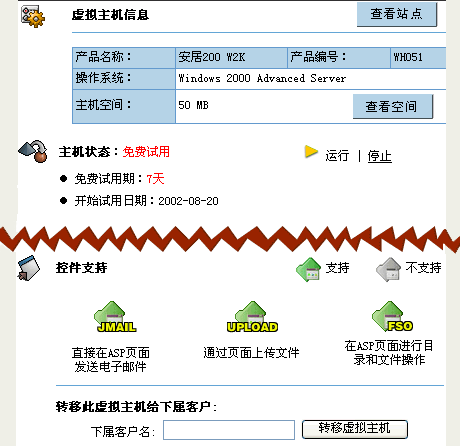 虚拟主机信息 查看站点
产品名称： 安居200 W2K 产品编号： WH051
操作系统： Windows 2000 Advanced Server
主机空间： 50 MB 查看空间
主机状态：免费试用 运行 | 停止
● 免费试用期：7天
● 开始试用日期：2002-08-20
控件支持 支持 不支持
JMAIL UPLOAD FSO
直接在ASP页面
发送电子邮件
通过页面上传文件
在ASP页面进行目
录和文件操作
转移此虚拟主机给下属客户：
下属客户名： 转移虚拟主机